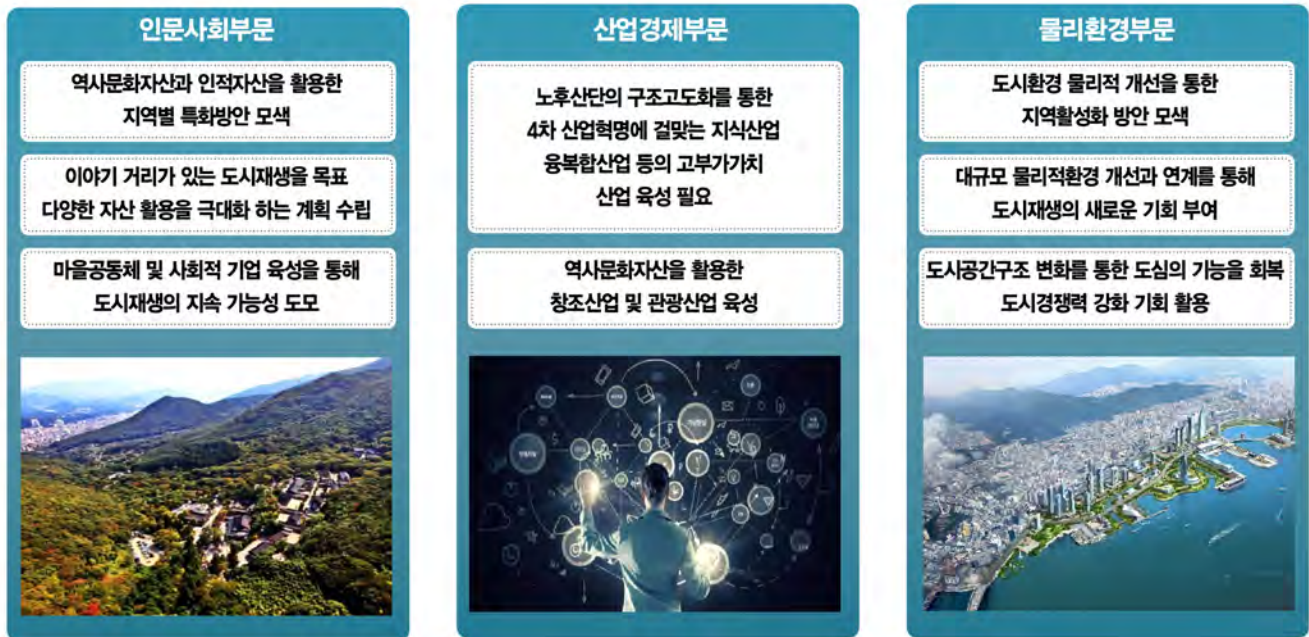 인문사회부문
역사문화자산과 인적자산을 활용한
지역별 특화방안 모색
이야기 거리가 있는 도시재생을 목표
다양한 자산 활용을 극대화 하는 계획 수립
마을공동체 및 사회적 기업 육성을 통해
도시재생의 지속 가능성 도모
산업경제부문
노후산단의 구조고도화를 통한
4차 산업혁명에 걸맞는 지식산업
융복합산업 등의 고부가가치
산업 육성 필요
역사문화자산을 활용한
창조산업 및 관광산업 육성
물리환경부문
도시환경 물리적 개선을 통한
지역활성화 방안 모색
대규모 물리적환경 개선과 연계를 통해
도시재생의 새로운 기회 부여
도시공간구조 변화를 통한 도심의 기능을 회복
도시경쟁력 강화 기회 활용